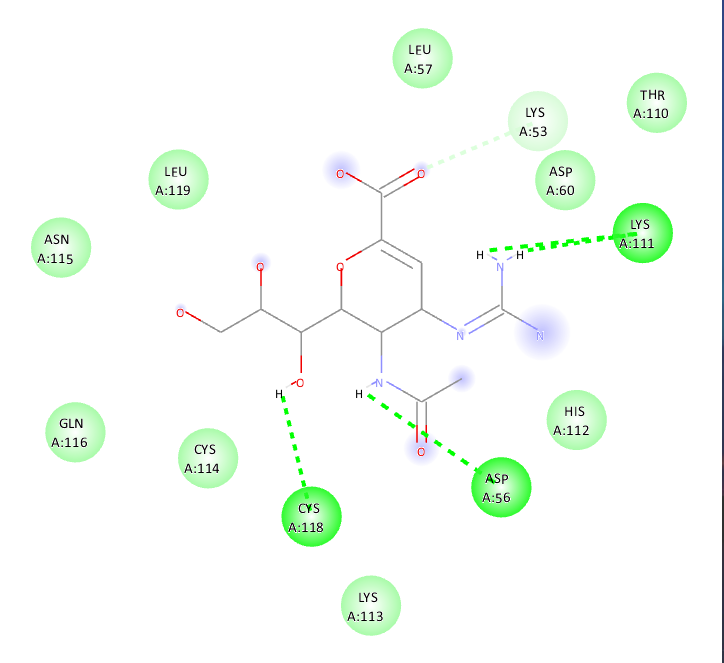 LEU
A:57
LYS
A:53
THR
A:110
LEU
A:119
O
O
ASP
A:60
ASN
A:115
LYS
A:111
O
O
H
H
N
O
N
N
H
O
H
N
GLN
A:116
CYS
A:114
O
HIS
A:112
ASP
A:56
CYS
A:118
LYS
A:113